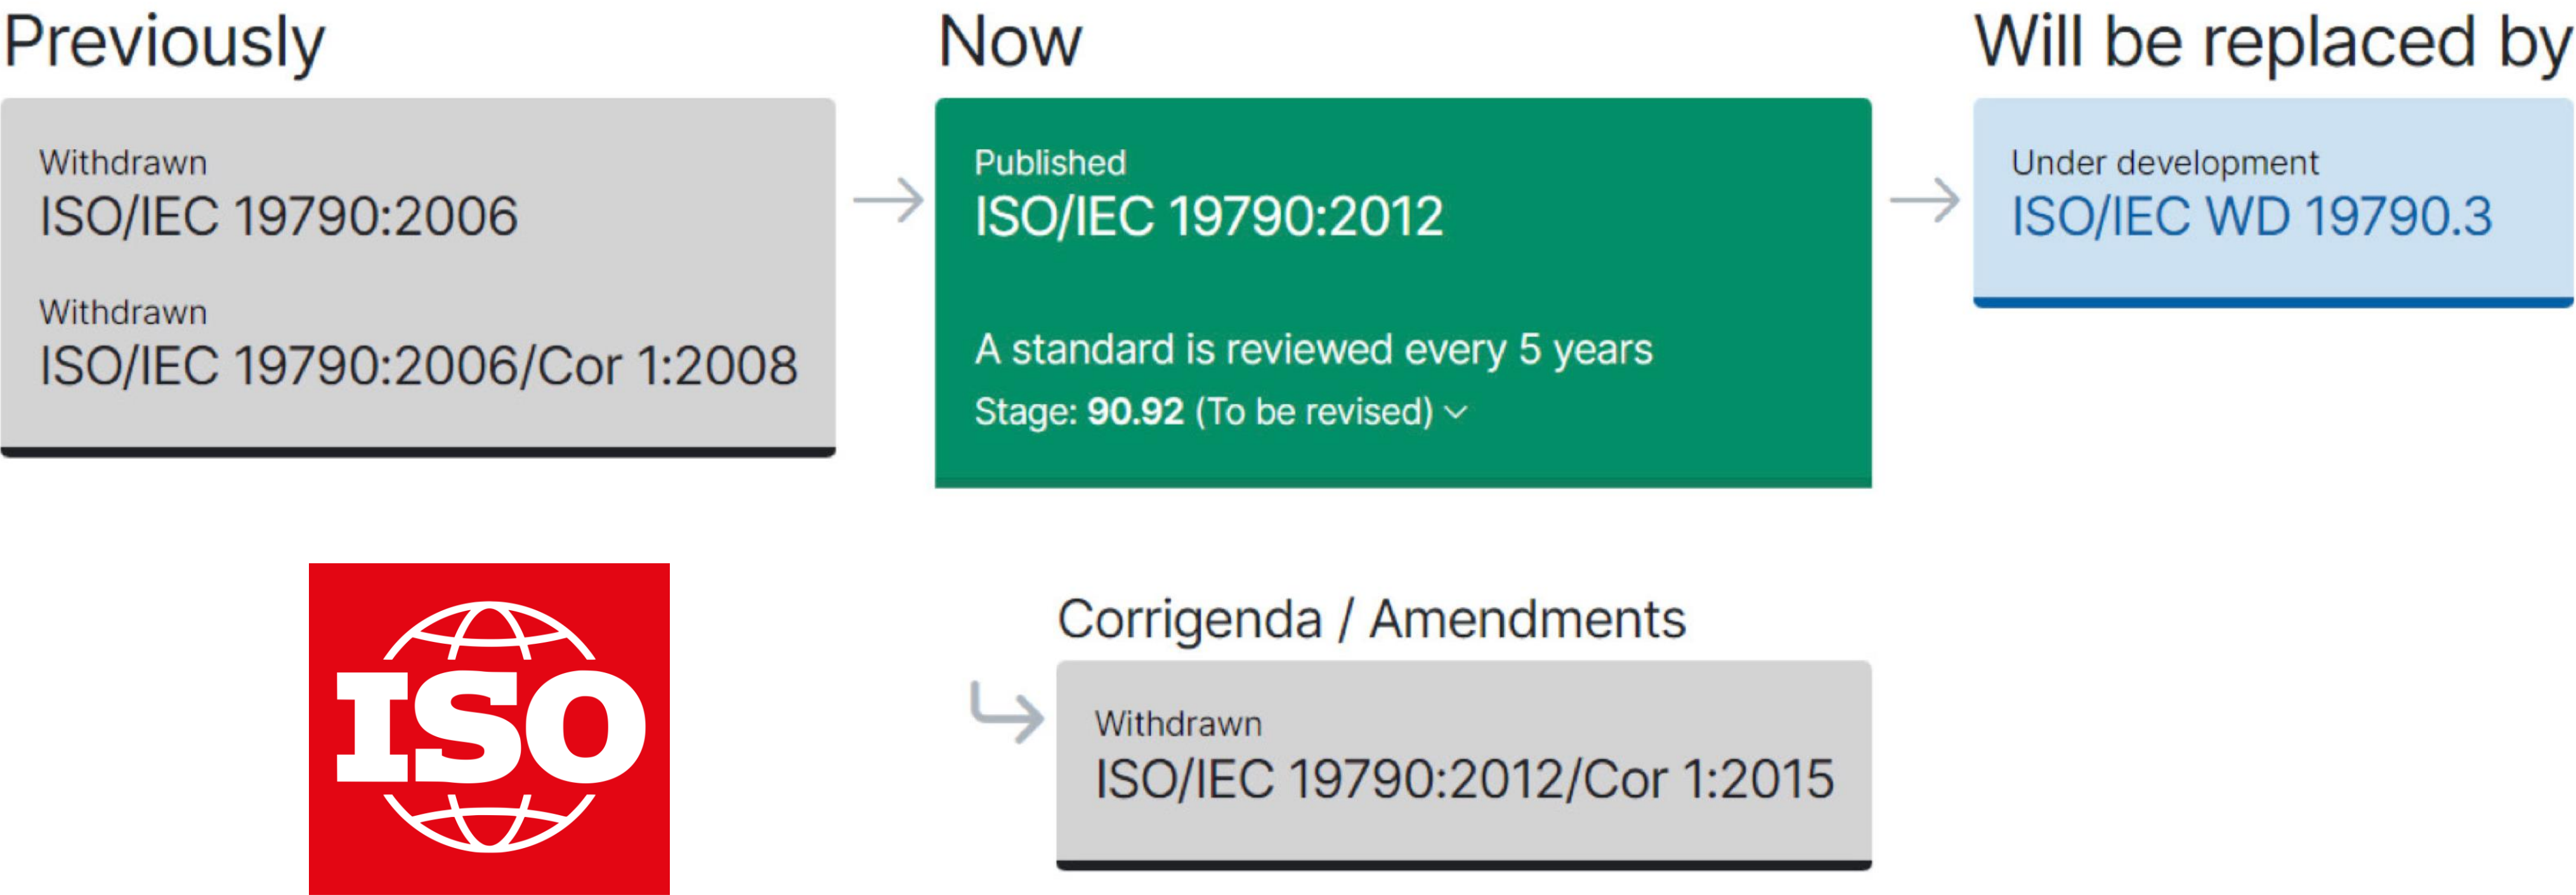 Previously
Withdrawn
ISO/IEC 19790:2006
Withdrawn
ISO/IEC 19790:2006/Cor 1:2008
Now
Published
ISO/IEC 19790:2012
A standard is reviewed every 5 years
Stage: 90.92 (To be revised)
Will be replaced by
Under development
ISO/IEC WD 19790.3
Corrigenda / Amendments
Withdrawn
ISO/IEC 19790:2012/Cor 1:2015
ISO